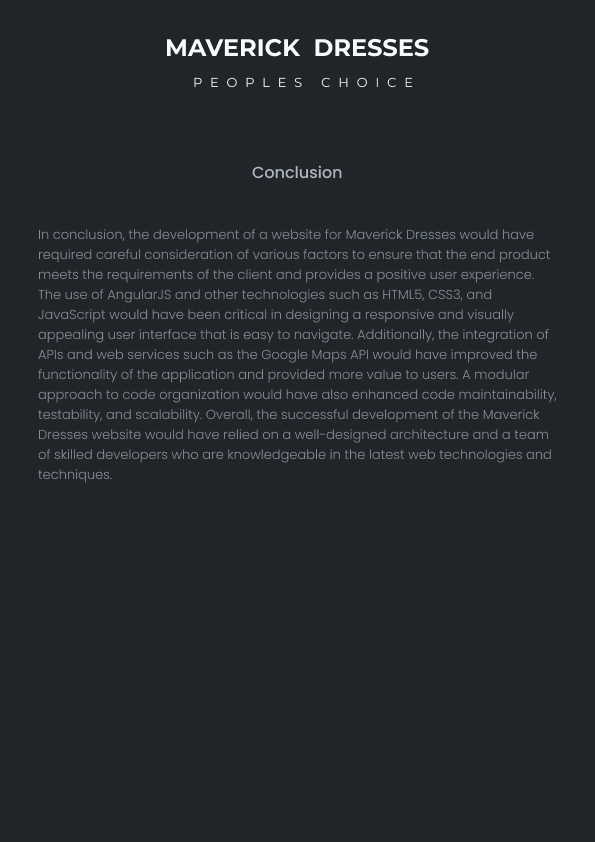 MAVERICK DRESSES
PEOPLES CHOICE
Conclusion
In conclusion, the development of a website for Maverick Dresses would have
required careful consideration of various factors to ensure that the end product
meets the requirements of the client and provides a positive user experience.
The use of AngularJS and other technologies such as HTML5, CSS3, and
JavaScript would have been critical in designing a responsive and visually
appealing user interface that is easy to navigate. Additionally, the integration of
APIs and web services such as the Google Maps API would have improved the
functionality of the application and provided more value to users. A modular
approach to code organization would have also enhanced code maintainability,
testability, and scalability. Overall, the successful development of the Maverick
Dresses website would have relied on a well-designed architecture and a team
of skilled developers who are knowledgeable in the latest web technologies and
techniques.